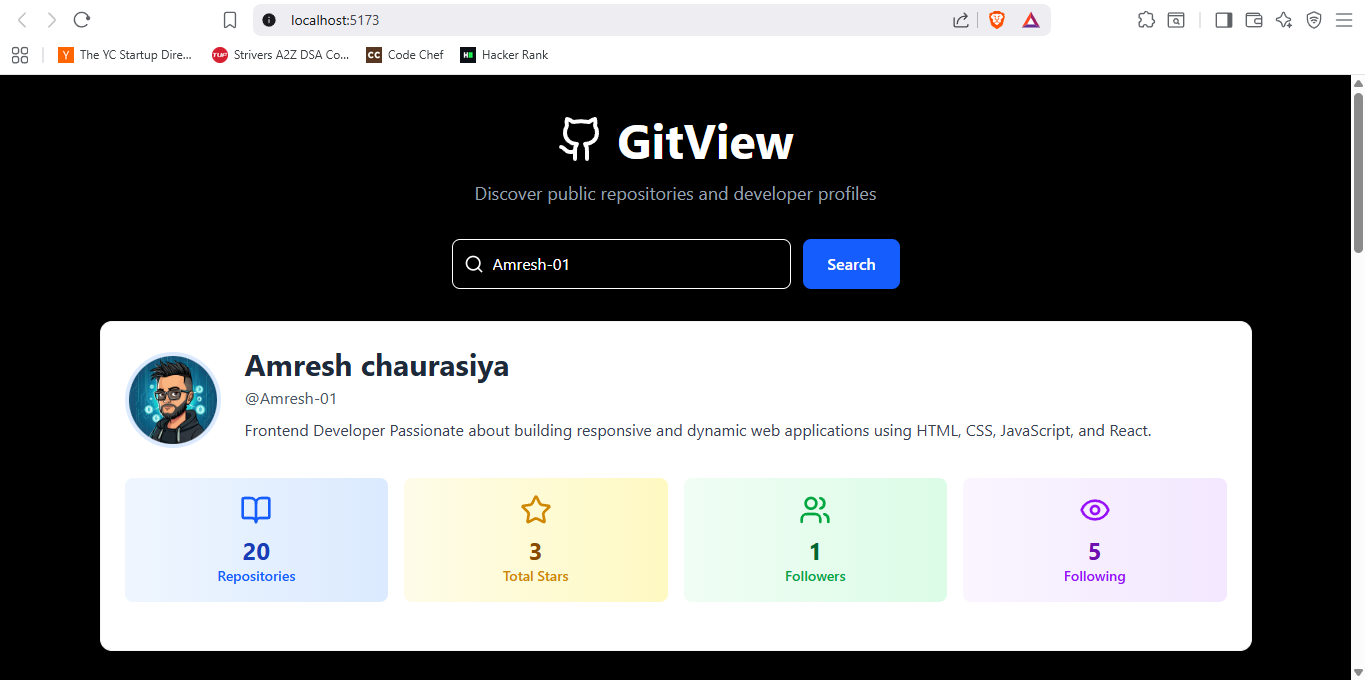 localhost:5173
The YC Startup Dire... Strivers A2Z DSA Co... Code Chef Hacker Rank
GitView
Discover public repositories and developer profiles
Amresh-01 Search
Amresh chaurasiya
@Amresh-01
Frontend Developer Passionate about building responsive and dynamic web applications using HTML, CSS, JavaScript, and React.
20 3 1 5
Repositories Total Stars Followers Following